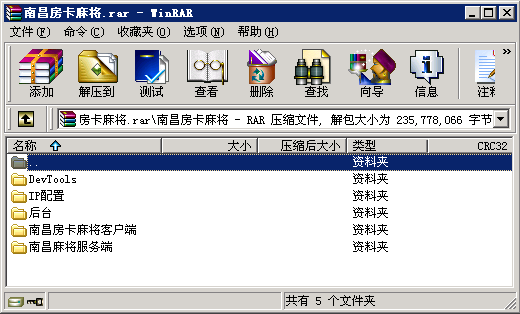 南昌房卡麻将.rar - WinRAR
文件(F) 命令(C) 收藏夹(O) 选项(N) 帮助(H)
添加 解压到 测试 查看 删除 查找 向导 信息 注释
房卡麻将.rar\南昌房卡麻将 - RAR 压缩文件, 解包大小为 235,778,066 字节
名称 大小 压缩后大小 类型 CRC32
.. 资料夹
DevTools 资料夹
IP配置 资料夹
后台 资料夹
南昌房卡麻将客户端 资料夹
南昌麻将服务端 资料夹
共有 5 个文件夹